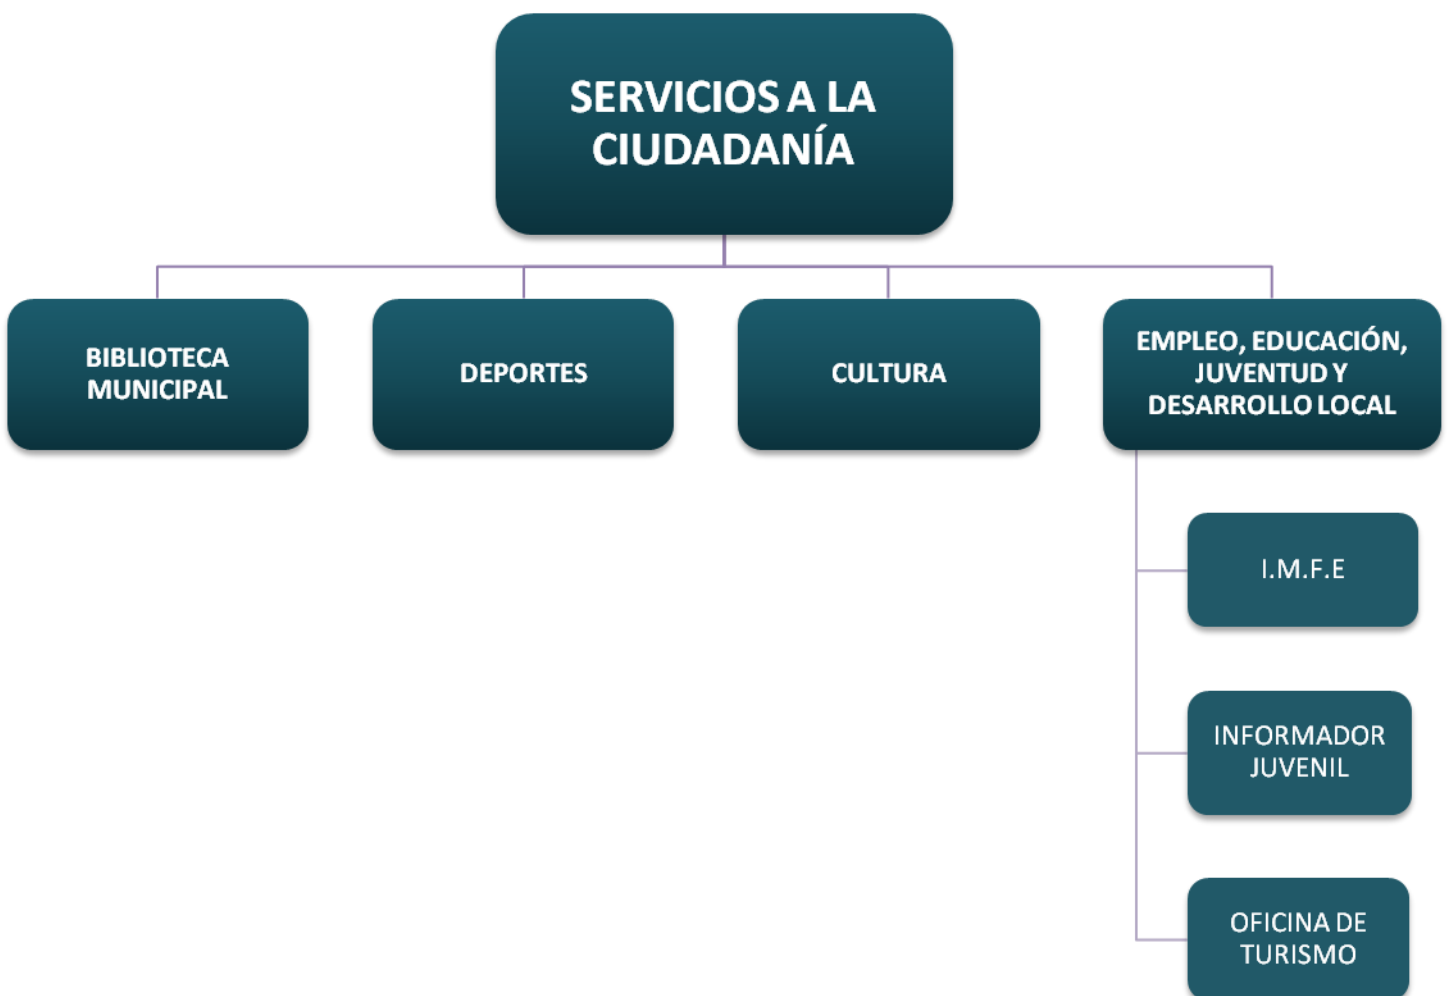 SERVICIOS A LA
CIUDADANÍA
BIBLIOTECA
MUNICIPAL
DEPORTES
CULTURA
EMPLEO, EDUCACIÓN,
JUVENTUD Y
DESARROLLO LOCAL
I.M.F.E
INFORMADOR
JUVENIL
OFICINA DE
TURISMO